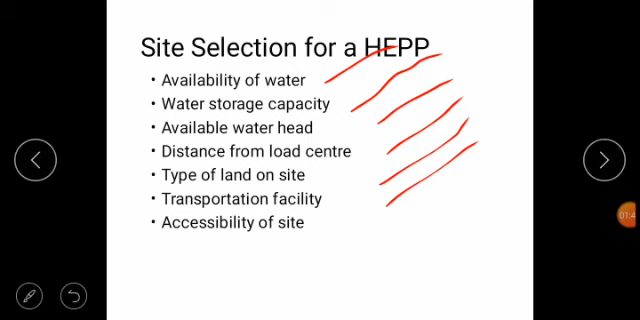 Site Selection for a HEPP
• Availability of water
• Water storage capacity
• Available water head
• Distance from load centre
• Type of land on site
• Transportation facility
• Accessibility of site